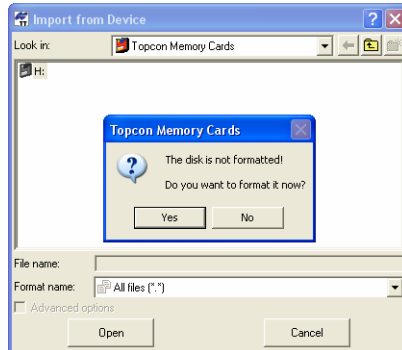 Import from Device
Look in:
Topcon Memory Cards
H:
Topcon Memory Cards
The disk is not formatted!
Do you want to format it now?
Yes
No
File name:
Format name:
All files (*.*)
Advanced options
Open
Cancel